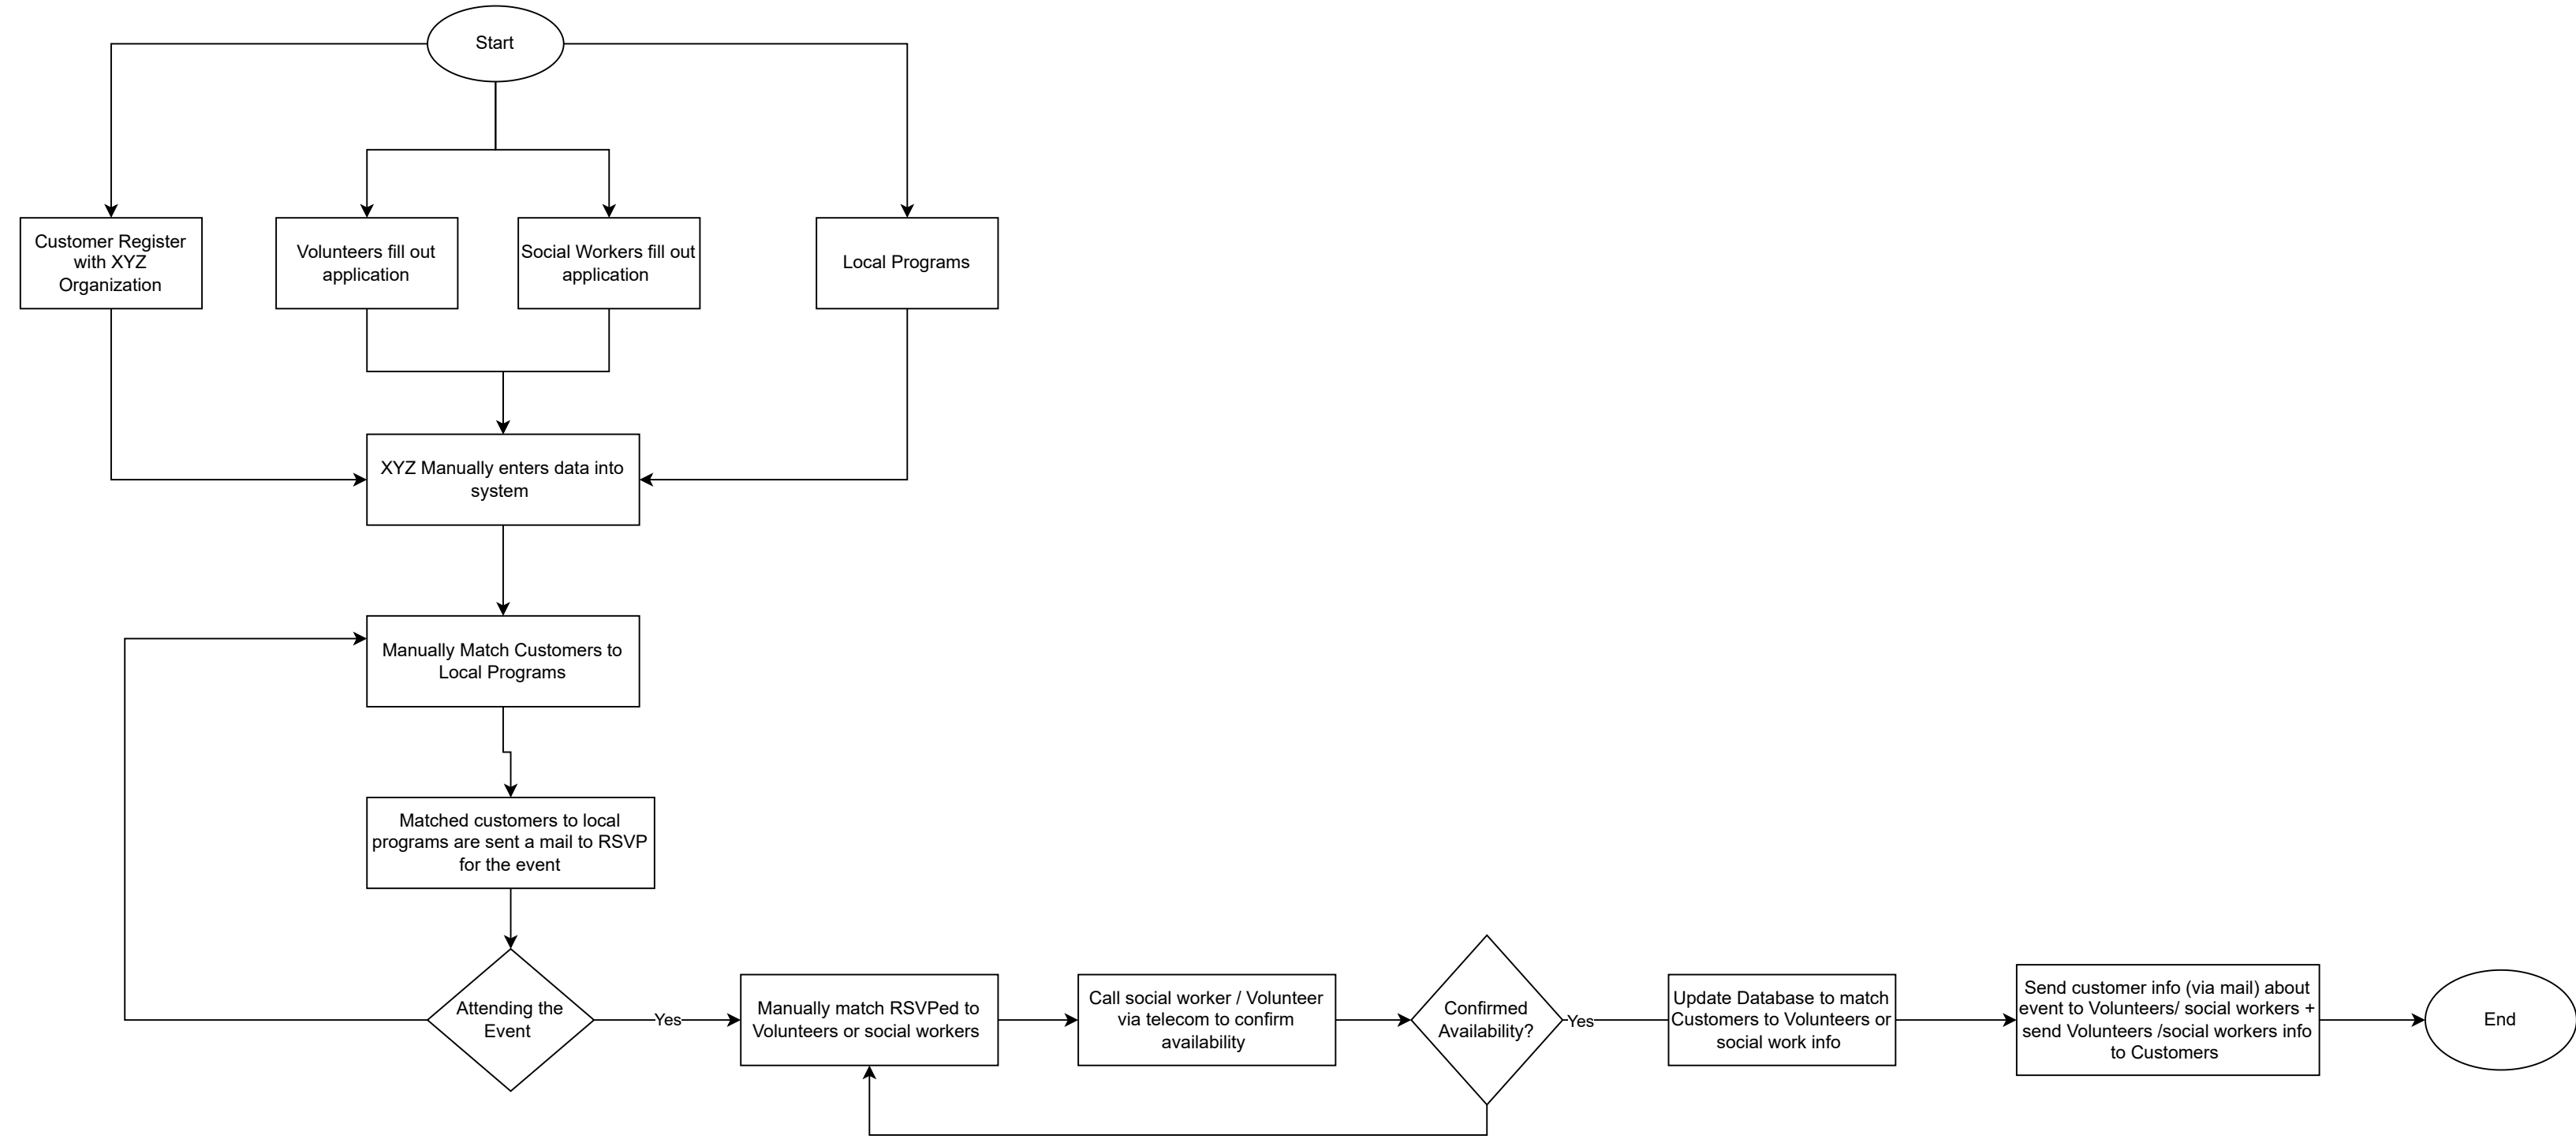 Start
Customer Register
with XYZ
Organization
Volunteers fill out
application
Social Workers fill out
application
Local Programs
XYZ Manually enters data into
system
Manually Match Customers to
Local Programs
Matched customers to local
programs are sent a mail to RSVP
for the event
Attending the
Event
Yes
Manually match RSVPed to
Volunteers or social workers
Call social worker / Volunteer
via telecom to confirm
availability
Confirmed
Availability?
Yes
Update Database to match
Customers to Volunteers or
social work info
Send customer info (via mail) about
event to Volunteers/ social workers +
send Volunteers /social workers info
to Customers
End